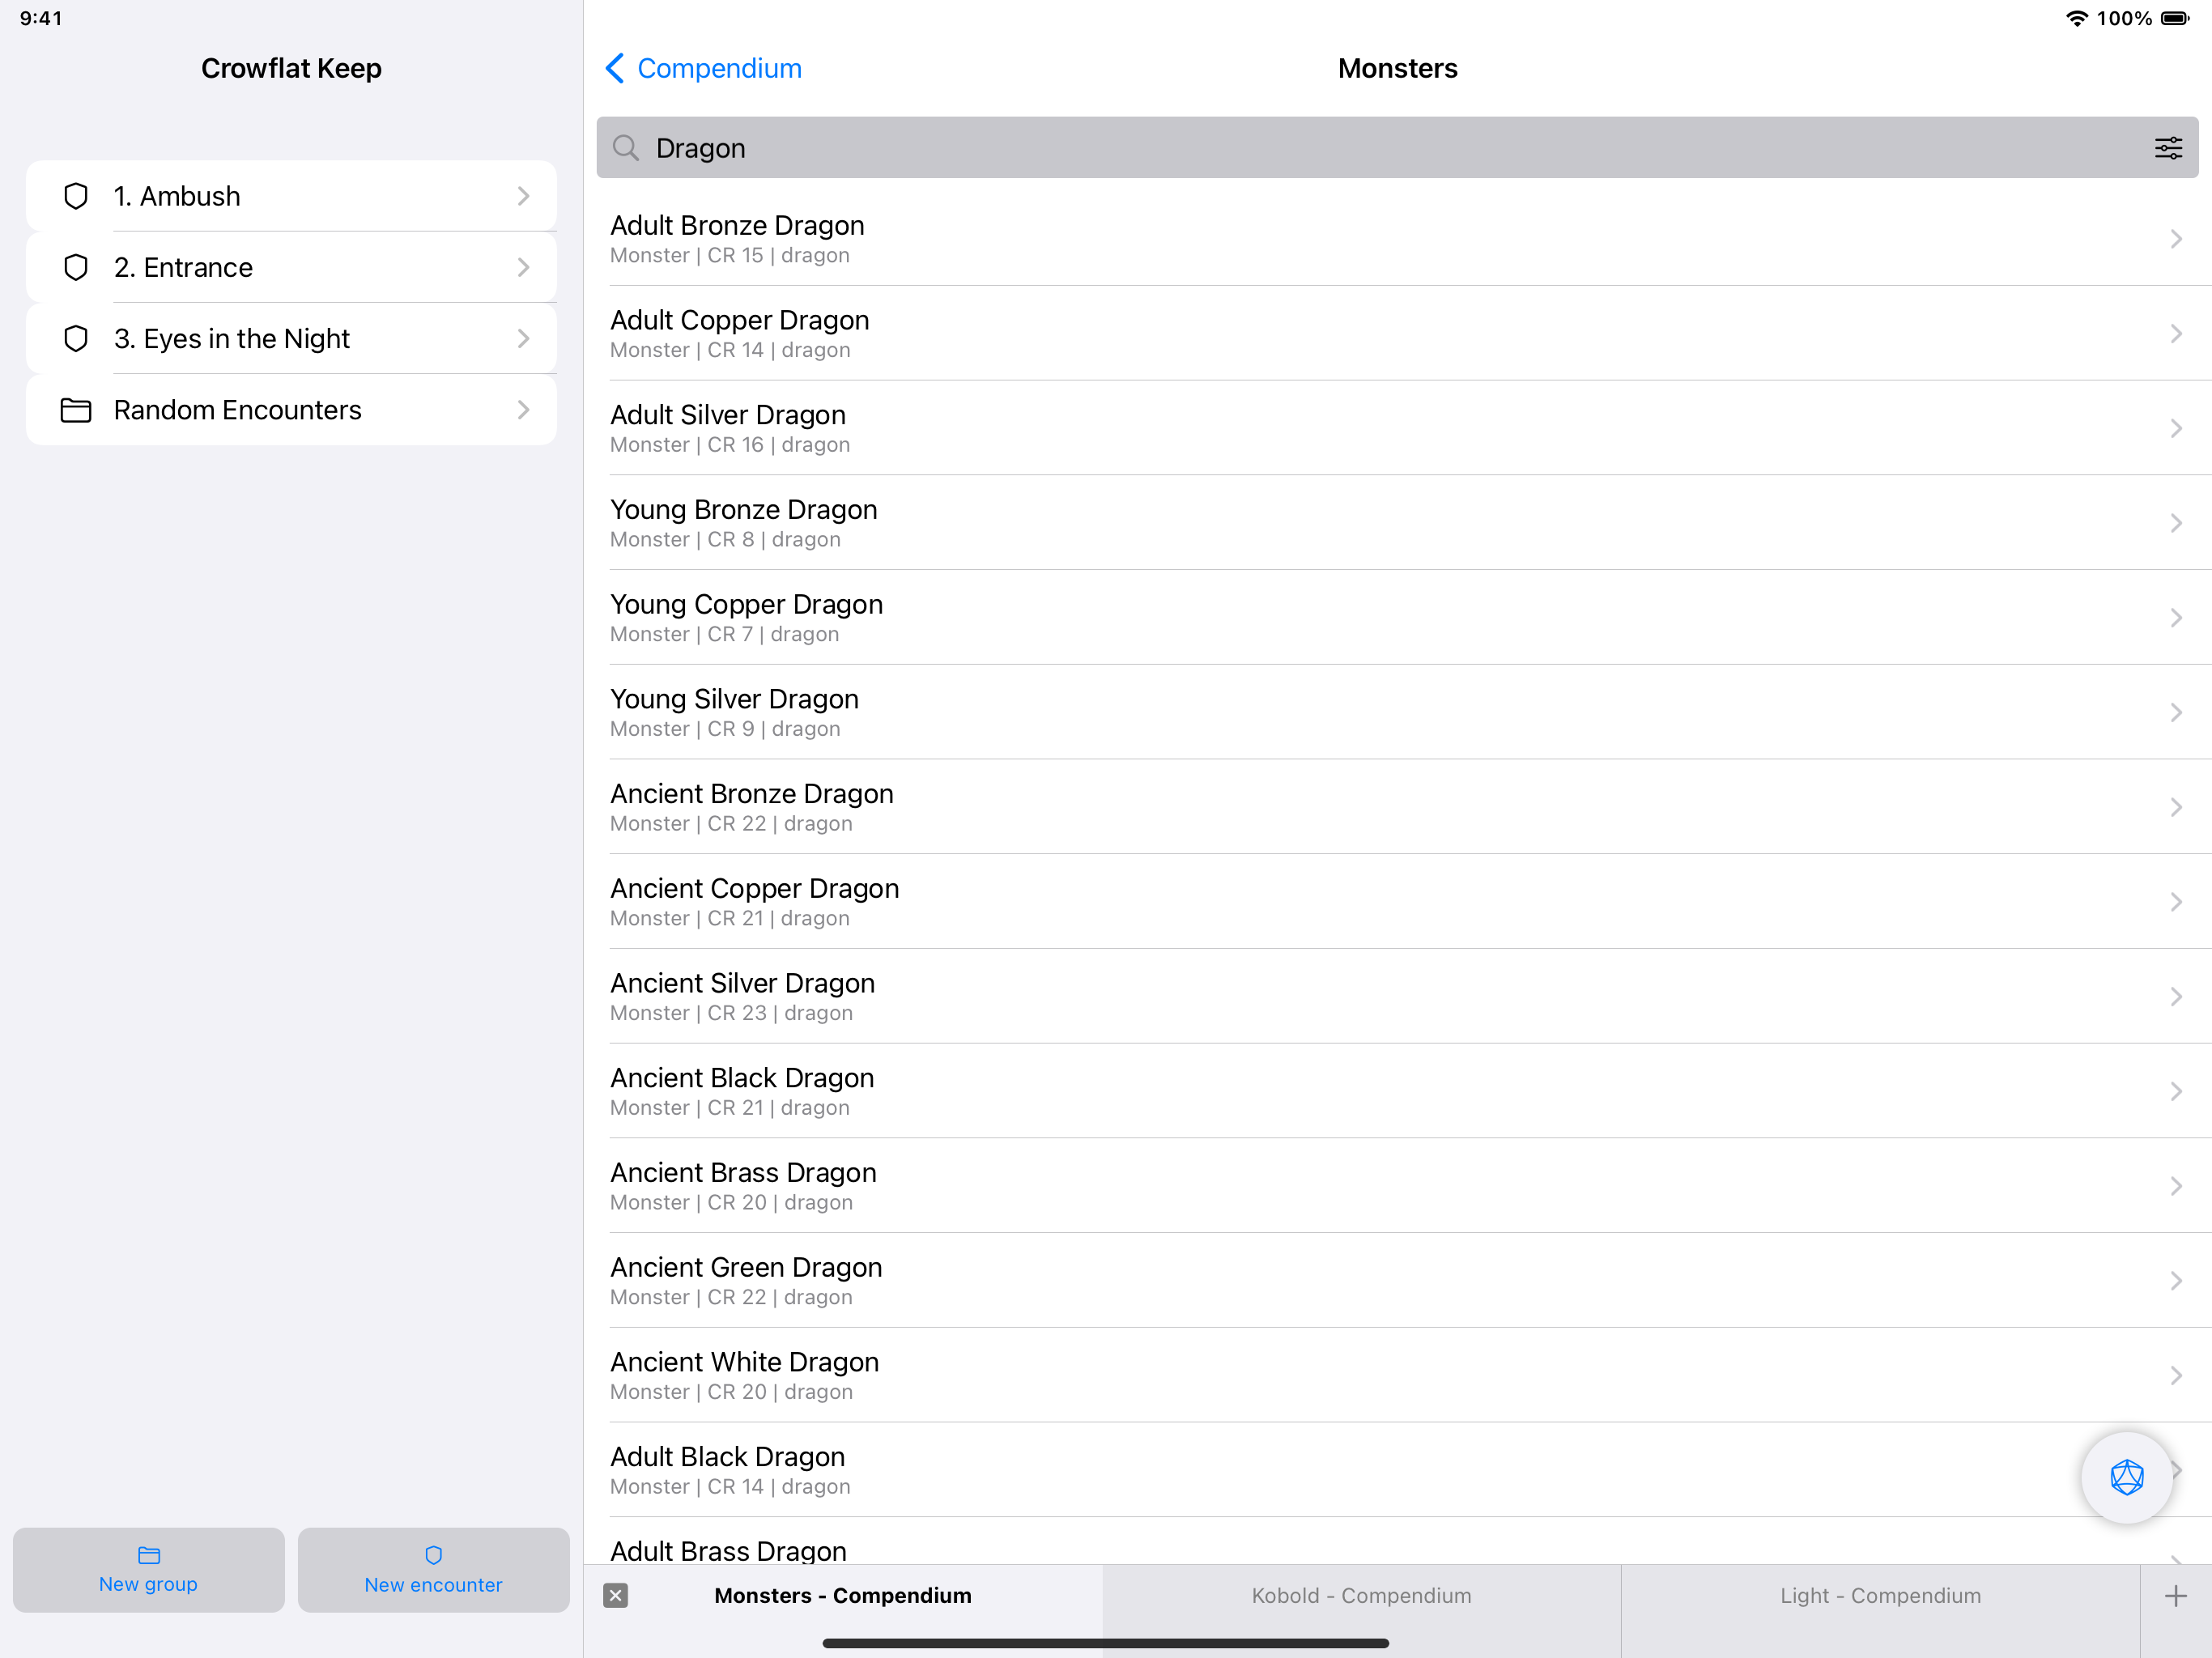 9:41
100%
Crowflat Keep
1. Ambush
2. Entrance
3. Eyes in the Night
Random Encounters
New group
New encounter
Compendium
Monsters
Dragon
Adult Bronze Dragon
Monster | CR 15 | dragon
Adult Copper Dragon
Monster | CR 14 | dragon
Adult Silver Dragon
Monster | CR 16 | dragon
Young Bronze Dragon
Monster | CR 8 | dragon
Young Copper Dragon
Monster | CR 7 | dragon
Young Silver Dragon
Monster | CR 9 | dragon
Ancient Bronze Dragon
Monster | CR 22 | dragon
Ancient Copper Dragon
Monster | CR 21 | dragon
Ancient Silver Dragon
Monster | CR 23 | dragon
Ancient Black Dragon
Monster | CR 21 | dragon
Ancient Brass Dragon
Monster | CR 20 | dragon
Ancient Green Dragon
Monster | CR 22 | dragon
Ancient White Dragon
Monster | CR 20 | dragon
Adult Black Dragon
Monster | CR 14 | dragon
Adult Brass Dragon
Monsters - Compendium
Kobold - Compendium
Light - Compendium